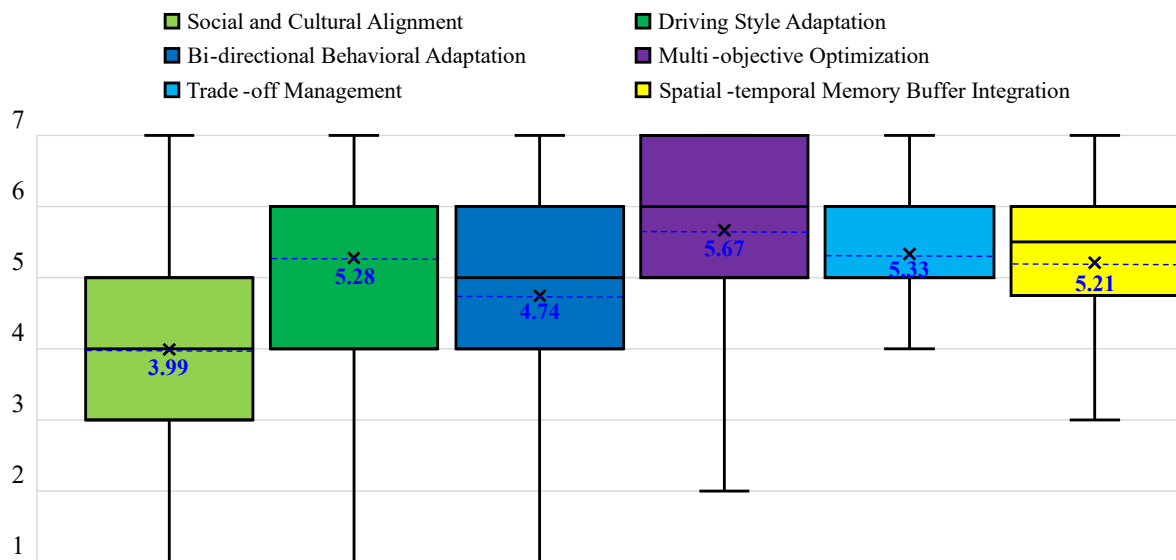 Social and Cultural Alignment
Driving Style Adaptation
Bi-directional Behavioral Adaptation
Multi-objective Optimization
Trade-off Management
Spatial-temporal Memory Buffer Integration
7
6
5
4
3
2
1
3.99
5.28
4.74
5.67
5.33
5.21